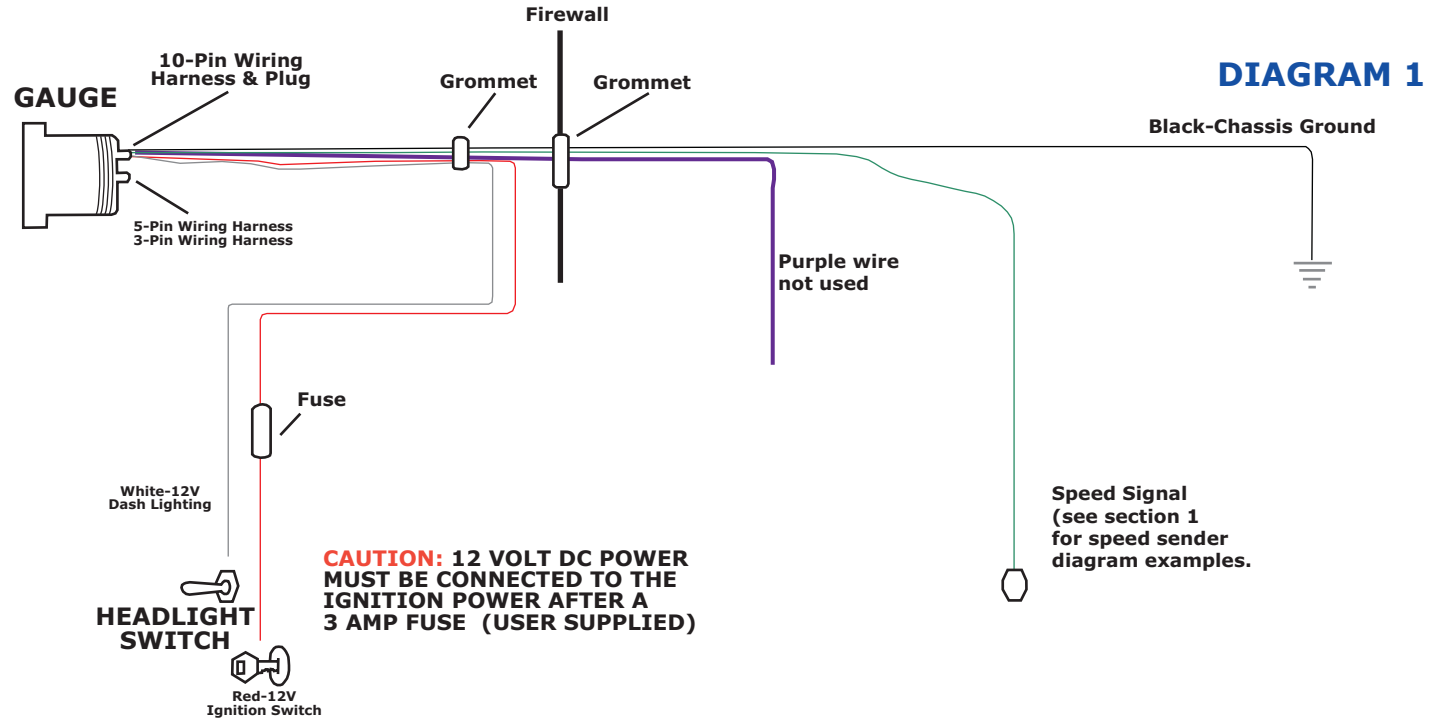 Firewall
10-Pin Wiring
Harness & Plug
Grommet
Grommet
DIAGRAM 1
GAUGE
Black-Chassis Ground
5-Pin Wiring Harness
3-Pin Wiring Harness
Purple wire
not used
Fuse
White-12V
Dash Lighting
Speed Signal
(see section 1
for speed sender
diagram examples.
CAUTION: 12 VOLT DC POWER
MUST BE CONNECTED TO THE
IGNITION POWER AFTER A
3 AMP FUSE (USER SUPPLIED)
HEADLIGHT
SWITCH
Red-12V
Ignition Switch